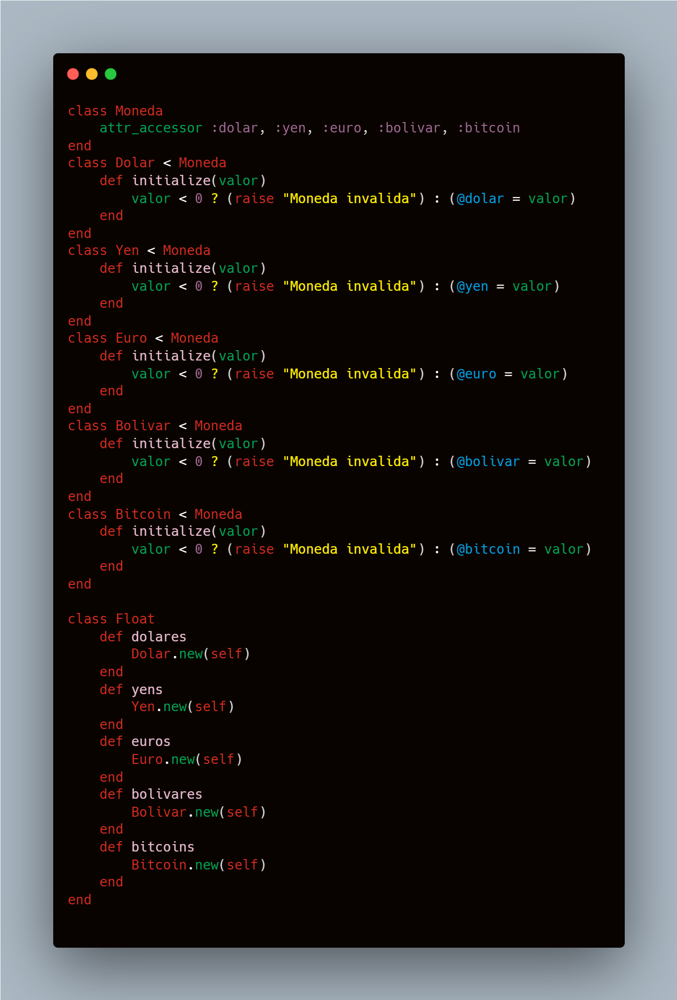 class Moneda
    attr_accessor :dolar, :yen, :euro, :bolivar, :bitcoin
end
class Dolar < Moneda
    def initialize(valor)
        valor < 0 ? (raise "Moneda invalida") : (@dolar = valor)
    end
end
class Yen < Moneda
    def initialize(valor)
        valor < 0 ? (raise "Moneda invalida") : (@yen = valor)
    end
end
class Euro < Moneda
    def initialize(valor)
        valor < 0 ? (raise "Moneda invalida") : (@euro = valor)
    end
end
class Bolivar < Moneda
    def initialize(valor)
        valor < 0 ? (raise "Moneda invalida") : (@bolivar = valor)
    end
end
class Bitcoin < Moneda
    def initialize(valor)
        valor < 0 ? (raise "Moneda invalida") : (@bitcoin = valor)
    end
end

class Float
    def dolares
        Dolar.new(self)
    end
    def yens
        Yen.new(self)
    end
    def euros
        Euro.new(self)
    end
    def bolivares
        Bolivar.new(self)
    end
    def bitcoins
        Bitcoin.new(self)
    end
end